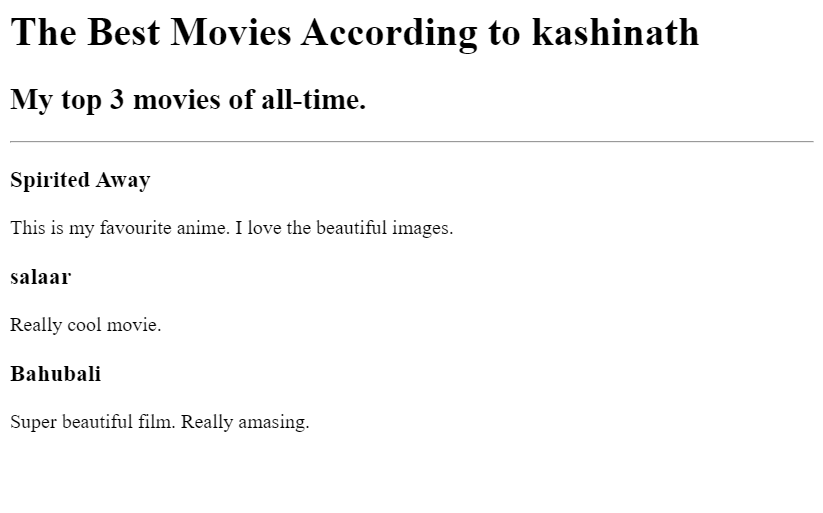 The Best Movies According to kashinath
My top 3 movies of all-time.
Spirited Away
This is my favourite anime. I love the beautiful images.
salaar
Really cool movie.
Bahubali
Super beautiful film. Really amasing.